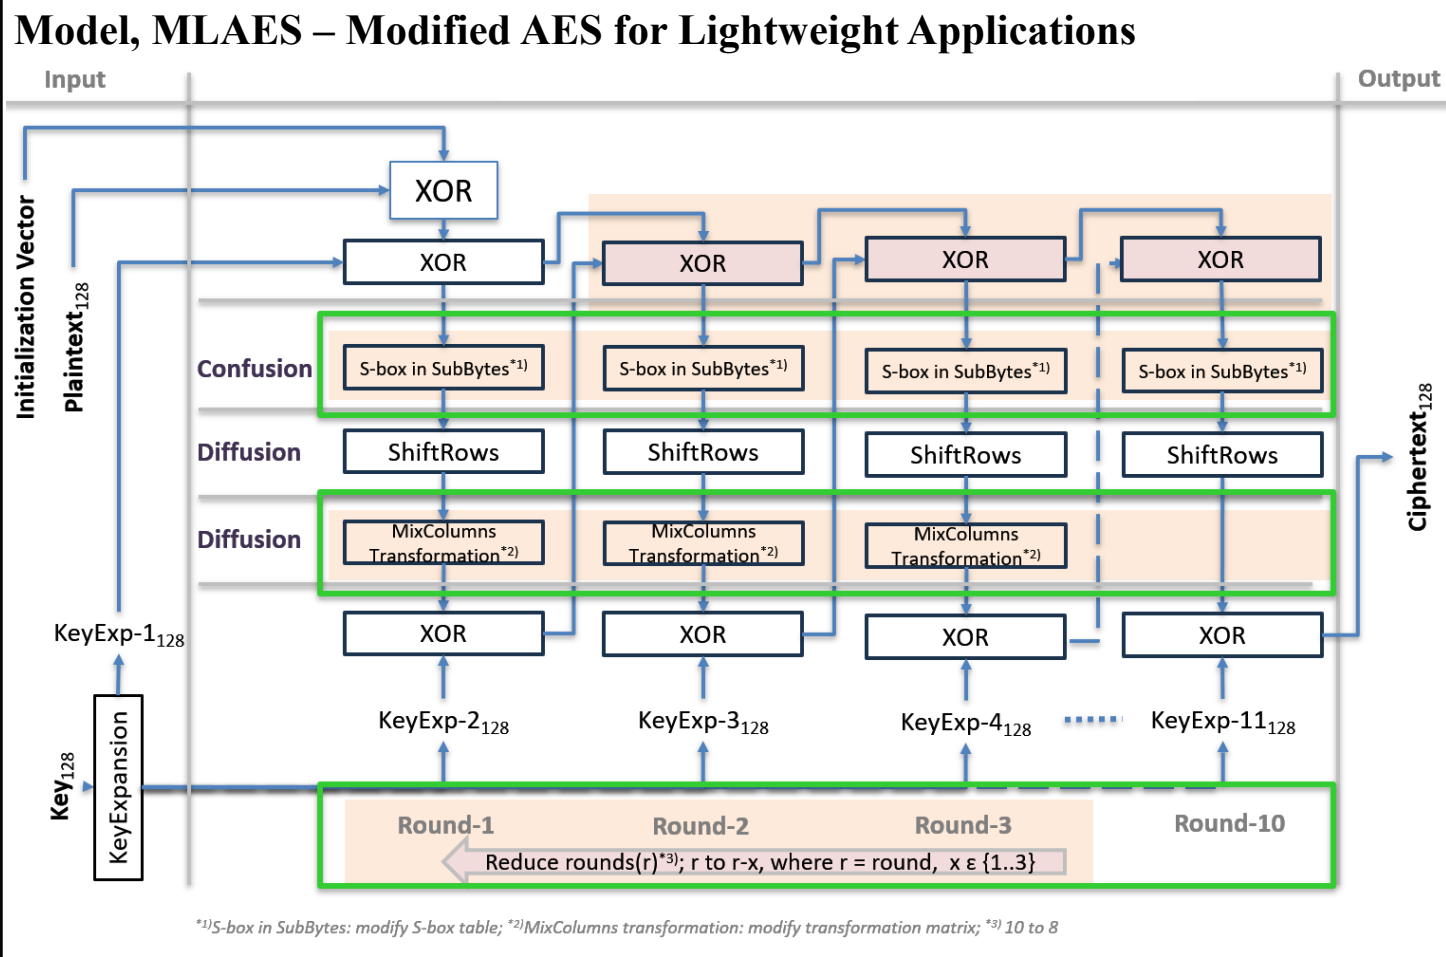 Model, MLAES – Modified AES for Lightweight Applications
Input
Output
Initialization Vector
Plaintext128
XOR
XOR
XOR
XOR
XOR
Confusion
S-box in SubBytes*1)
S-box in SubBytes*1)
S-box in SubBytes*1)
S-box in SubBytes*1)
Diffusion
ShiftRows
ShiftRows
ShiftRows
ShiftRows
Diffusion
MixColumns
Transformation*2)
MixColumns
Transformation*2)
MixColumns
Transformation*2)
Ciphertext128
KeyExp-1128
XOR
XOR
XOR
XOR
KeyExp-2128
KeyExp-3128
KeyExp-4128
KeyExp-11128
Key128
KeyExpansion
Round-1
Round-2
Round-3
Round-10
Reduce rounds(r)*3); r to r-x, where r = round, x ε {1..3}
*1)S-box in SubBytes: modify S-box table; *2)MixColumns transformation: modify transformation matrix; *3) 10 to 8